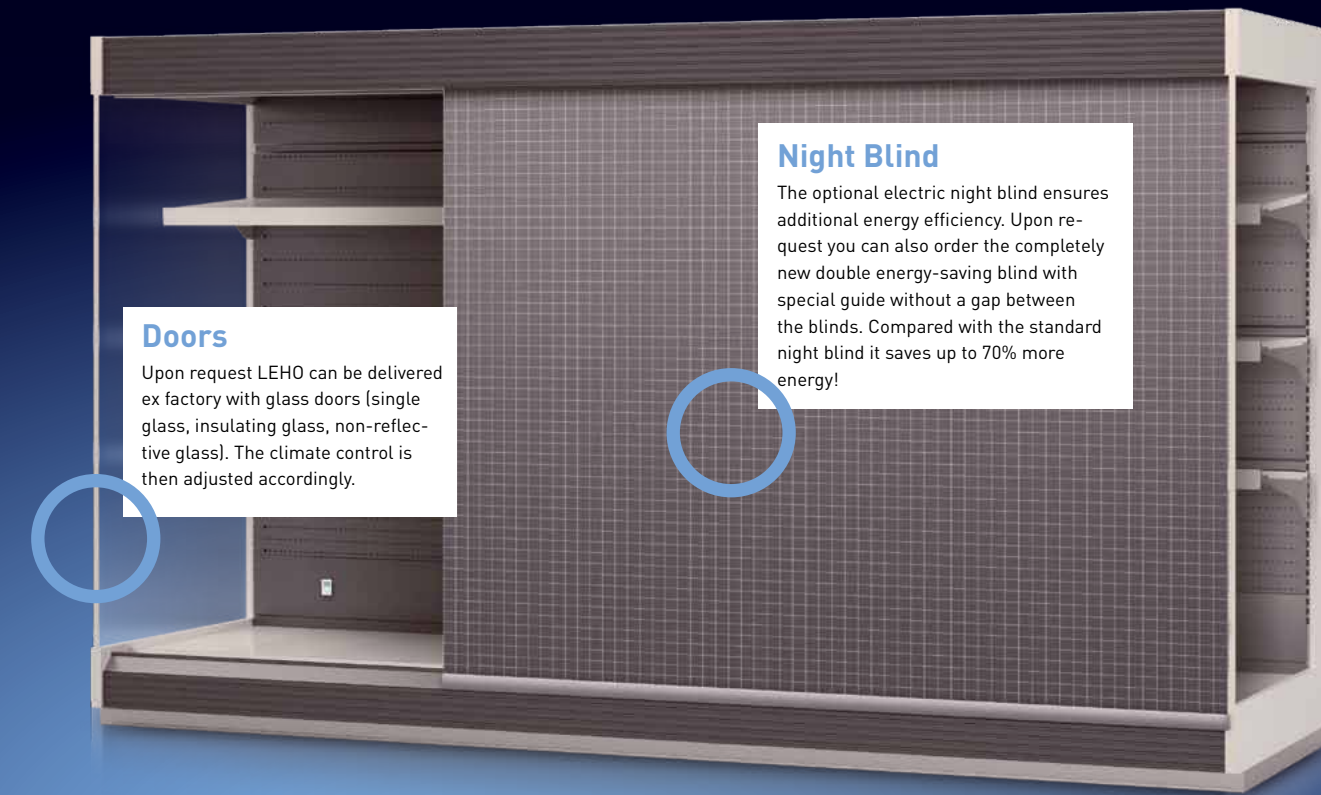 Night Blind
The optional electric night blind ensures
additional energy efficiency. Upon re-
quest you can also order the completely
new double energy-saving blind with
special guide without a gap between
the blinds. Compared with the standard
night blind it saves up to 70% more
energy!
Doors
Upon request LEHO can be delivered
ex factory with glass doors (single
glass, insulating glass, non-reflec-
tive glass). The climate control is
then adjusted accordingly.